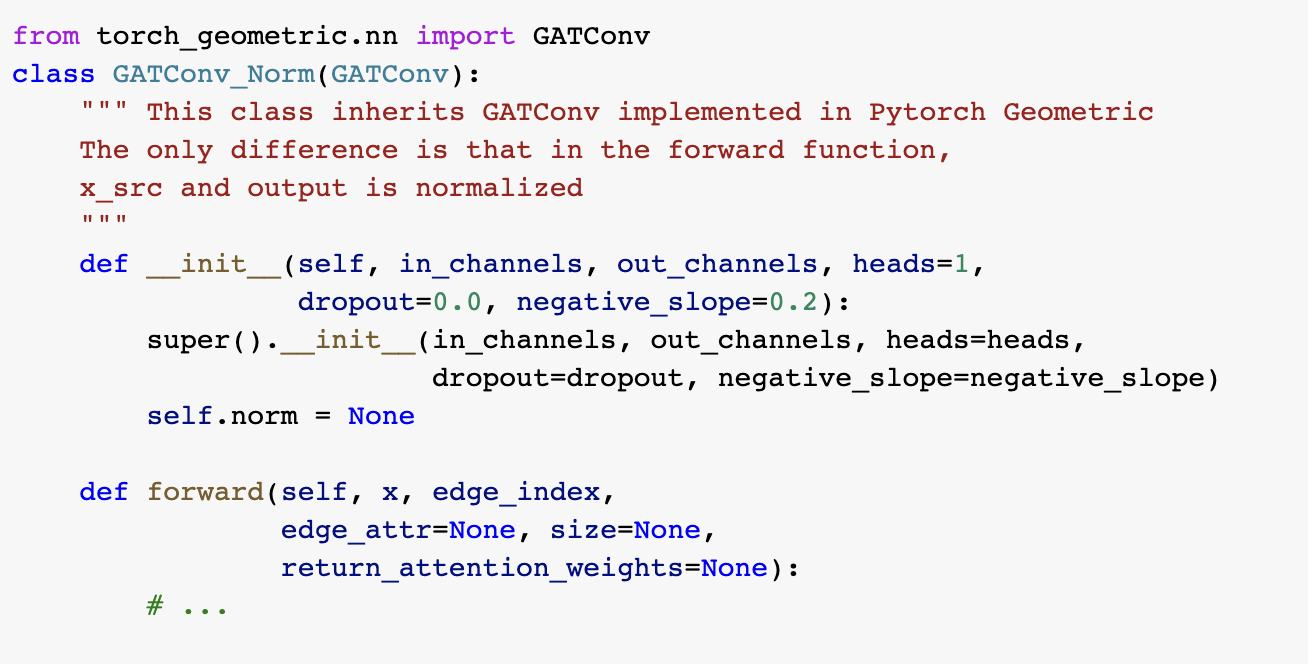 from torch_geometric.nn import GATConv
class GATConv_Norm(GATConv):
    """ This class inherits GATConv implemented in Pytorch Geometric
    The only difference is that in the forward function,
    x_src and output is normalized
    """
    def __init__(self, in_channels, out_channels, heads=1,
                 dropout=0.0, negative_slope=0.2):
        super().__init__(in_channels, out_channels, heads=heads,
                         dropout=dropout, negative_slope=negative_slope)
        self.norm = None

    def forward(self, x, edge_index,
                edge_attr=None, size=None,
                return_attention_weights=None):
        # ...